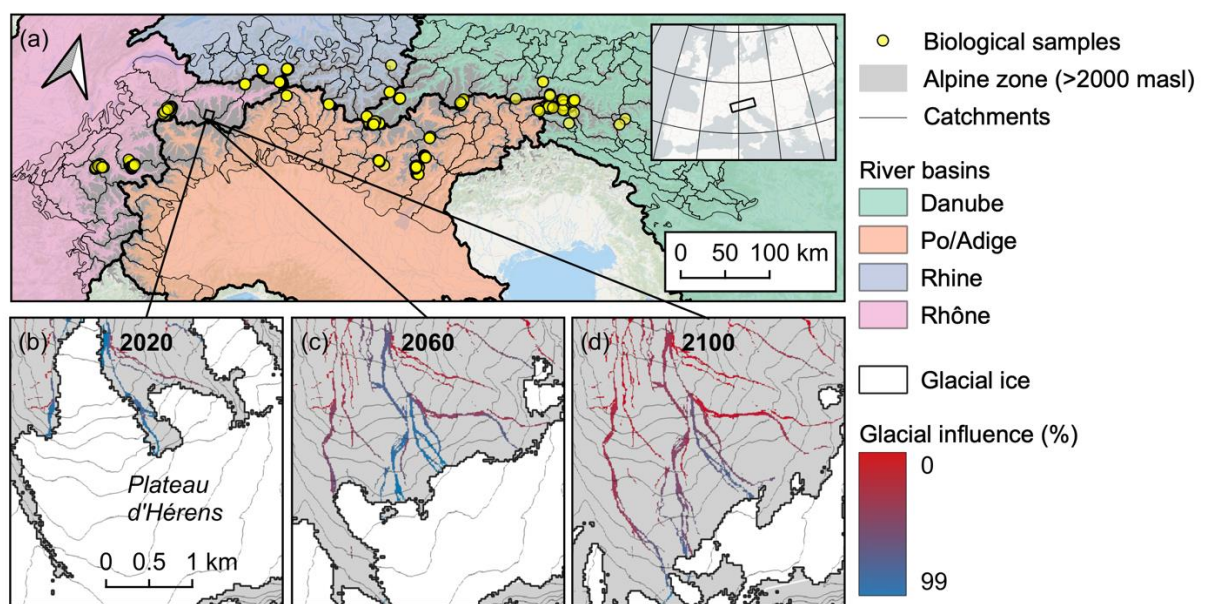 (a)
0 50 100 km
Biological samples
Alpine zone (>2000 masl)
Catchments
River basins
Danube
Po/Adige
Rhine
Rhône
Glacial ice
Glacial influence (%)
0
99
(b) 2020
Plateau
d'Hérens
0 0.5 1 km
(c) 2060
(d) 2100